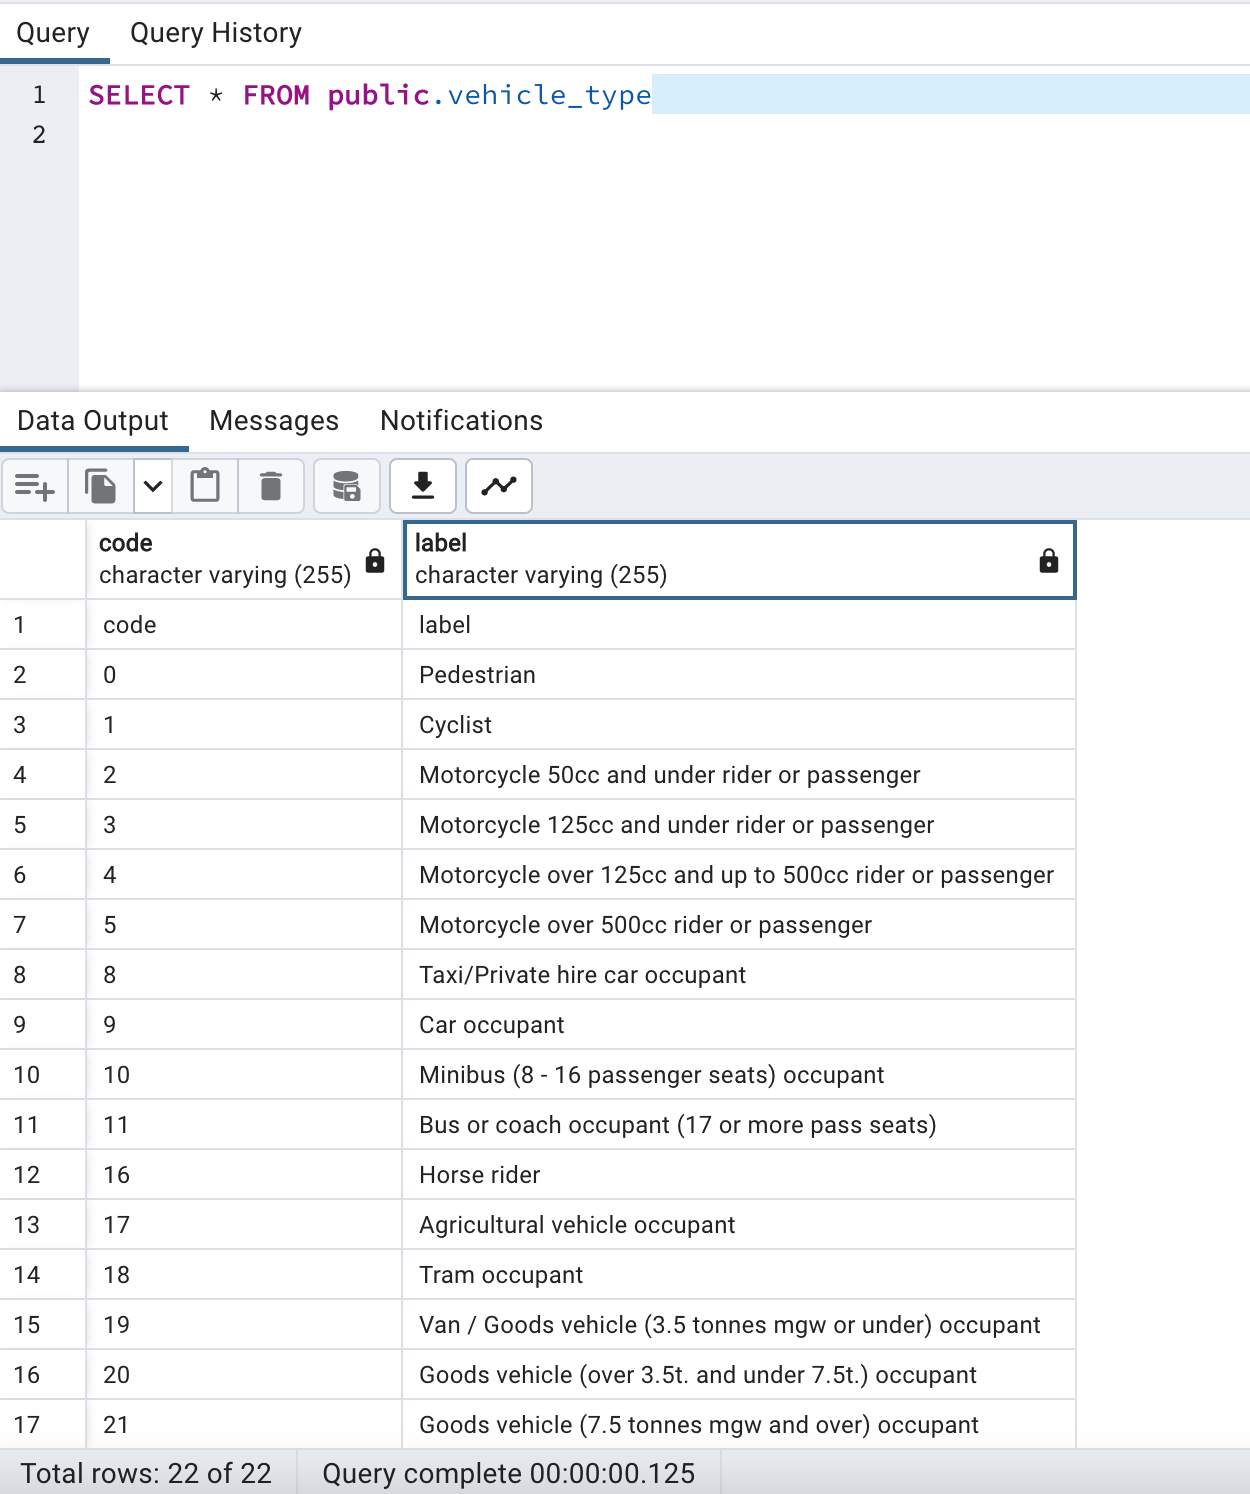 Query Query History
1 SELECT * FROM public.vehicle_type
2
Data Output Messages Notifications
code label
character varying (255) character varying (255)
1 code label
2 0 Pedestrian
3 1 Cyclist
4 2 Motorcycle 50cc and under rider or passenger
5 3 Motorcycle 125cc and under rider or passenger
6 4 Motorcycle over 125cc and up to 500cc rider or passenger
7 5 Motorcycle over 500cc rider or passenger
8 8 Taxi/Private hire car occupant
9 9 Car occupant
10 10 Minibus (8 - 16 passenger seats) occupant
11 11 Bus or coach occupant (17 or more pass seats)
12 16 Horse rider
13 17 Agricultural vehicle occupant
14 18 Tram occupant
15 19 Van / Goods vehicle (3.5 tonnes mgw or under) occupant
16 20 Goods vehicle (over 3.5t. and under 7.5t.) occupant
17 21 Goods vehicle (7.5 tonnes mgw and over) occupant
Total rows: 22 of 22 Query complete 00:00:00.125